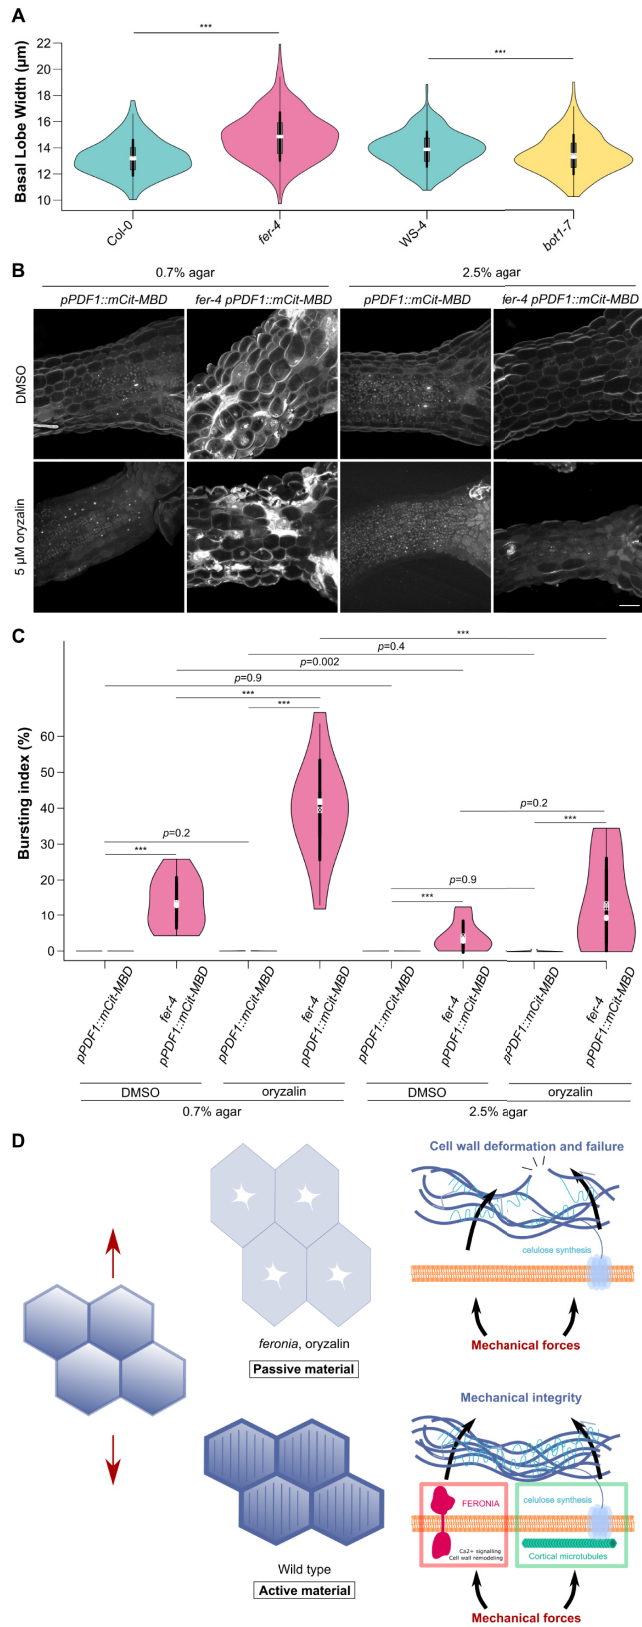 A
***
***
Basal Lobe Width (µm)
22
20
18
16
14
12
10
Col-0
fer-4
WS-4
bot1-7
B
0.7% agar
2.5% agar
pPDF1::mCit-MBD
fer-4 pPDF1::mCit-MBD
pPDF1::mCit-MBD
fer-4 pPDF1::mCit-MBD
DMSO
5 µM oryzalin
C
***
p=0.4
p=0.002
p=0.9
***
***
Bursting index (%)
60
50
40
30
20
10
0
p=0.2
***
p=0.2
***
p=0.9
***
pPDF1::mCit-MBD
fer-4
pPDF1::mCit-MBD
pPDF1::mCit-MBD
fer-4
pPDF1::mCit-MBD
pPDF1::mCit-MBD
fer-4
pPDF1::mCit-MBD
pPDF1::mCit-MBD
fer-4
pPDF1::mCit-MBD
DMSO
oryzalin
DMSO
oryzalin
0.7% agar
2.5% agar
D
Cell wall deformation and failure
celulose synthesis
feronia, oryzalin
Passive material
Mechanical forces
Mechanical integrity
FERONIA
celulose synthesis
Ca2+ signalling
Cell wall remodeling
Cortical microtubules
Wild type
Active material
Mechanical forces